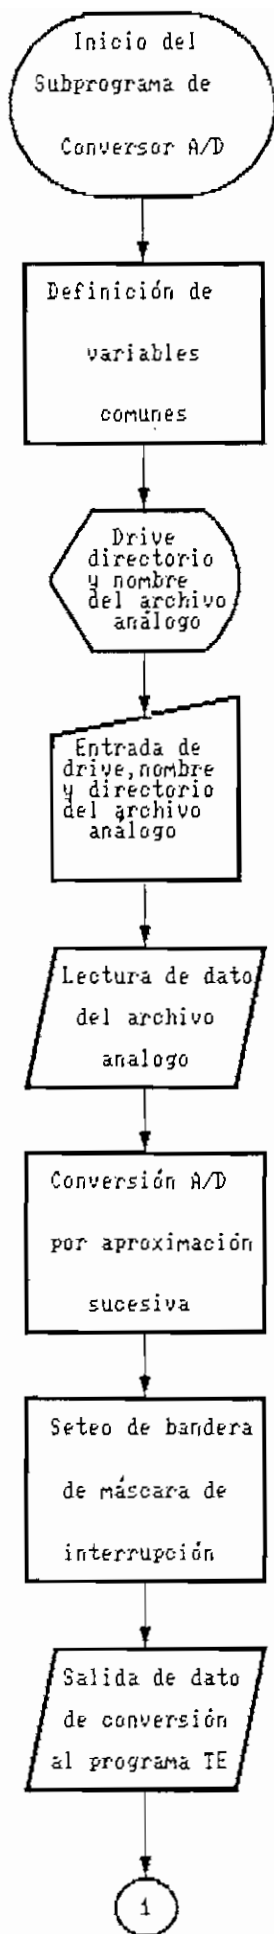 Inicio del
Subprograma de
Conversor A/D
Definición de
variables
comunes
Drive
directorio
y nombre
del archivo
análogo
Entrada de
drive,nombre
y directorio
del archivo
análogo
Lectura de dato
del archivo
analogo
Conversión A/D
por aproximación
sucesiva
Seteo de bandera
de máscara de
interrupción
Salida de dato
de conversión
al programa TE
1